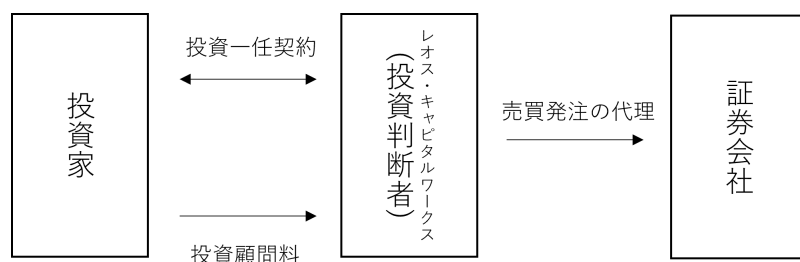 投資家
投資一任契約
投資顧問料
レオス・キャピタルワークス
（投資判断者）
売買発注の代理
証券会社